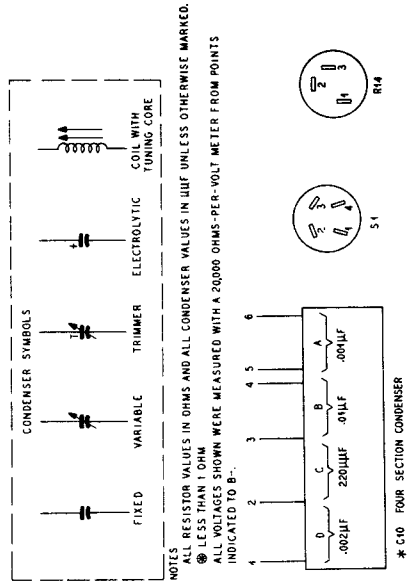 CONDENSER SYMBOLS
FIXED
VARIABLE
TRIMMER
ELECTROLYTIC
COIL WITH
TUNING CORE
NOTES
ALL RESISTOR VALUES IN OHMS AND ALL CONDENSER VALUES IN µµF UNLESS OTHERWISE MARKED.
⊛ LESS THAN 1 OHM
ALL VOLTAGES SHOWN WERE MEASURED WITH A 20,000 OHMS-PER-VOLT METER FROM POINTS
INDICATED TO B-.
1 2 3 4 5 6
D C B A
.002µF 220µµF .01µF .001µF
* C10 FOUR SECTION CONDENSER
1 2 3 4
S1
1 2 3
R14